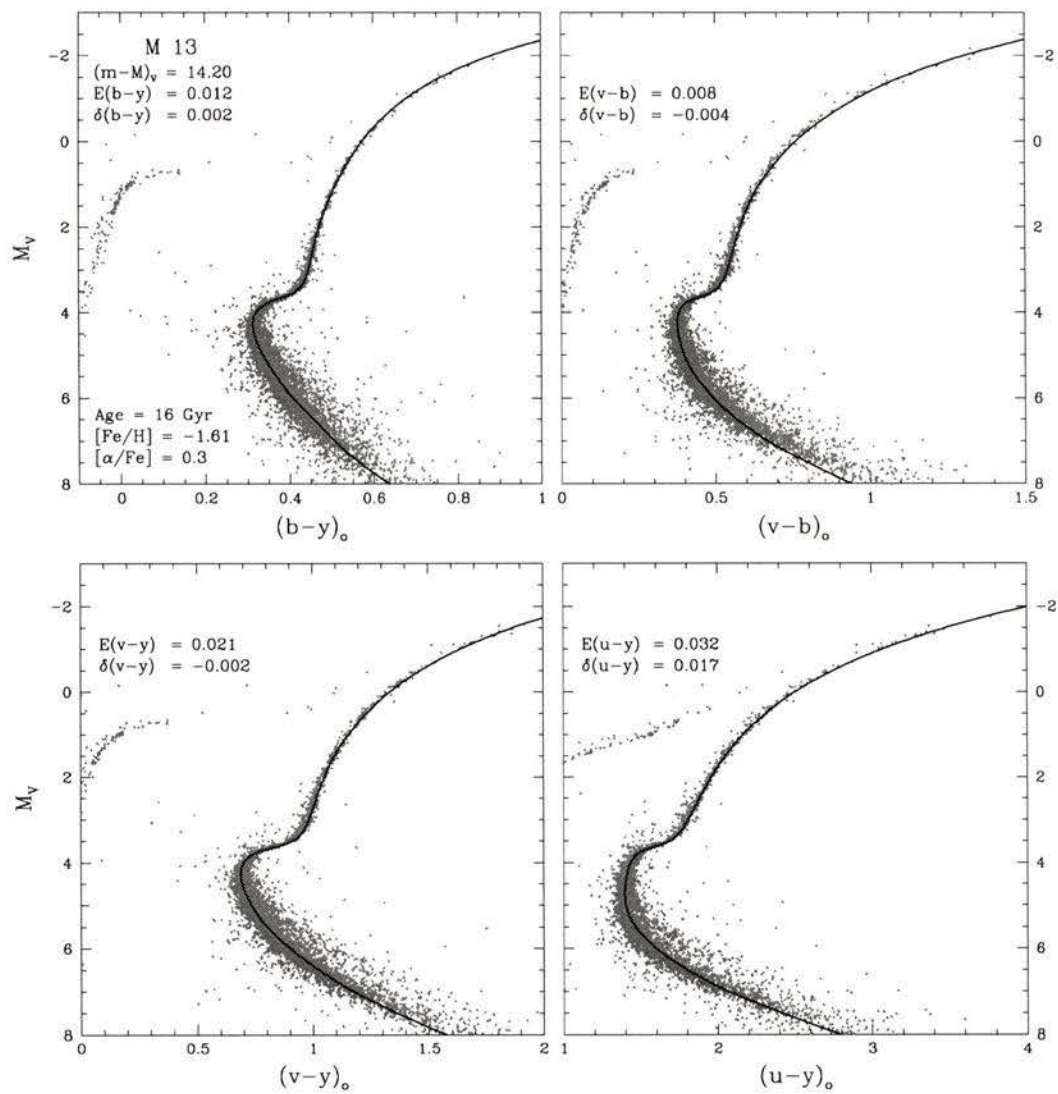 M 13
(m-M)ᵥ = 14.20
E(b-y) = 0.012
δ(b-y) = 0.002
Age = 16 Gyr
[Fe/H] = -1.61
[α/Fe] = 0.3
Mᵥ
-2
0
2
4
6
8
0
0.2
0.4
0.6
0.8
1
(b-y)ₒ
E(v-b) = 0.008
δ(v-b) = -0.004
-2
0
2
4
6
8
0
0.5
1
1.5
(v-b)ₒ
E(v-y) = 0.021
δ(v-y) = -0.002
Mᵥ
-2
0
2
4
6
8
0
0.5
1
1.5
2
(v-y)ₒ
E(u-y) = 0.032
δ(u-y) = 0.017
-2
0
2
4
6
8
1
2
3
4
(u-y)ₒ